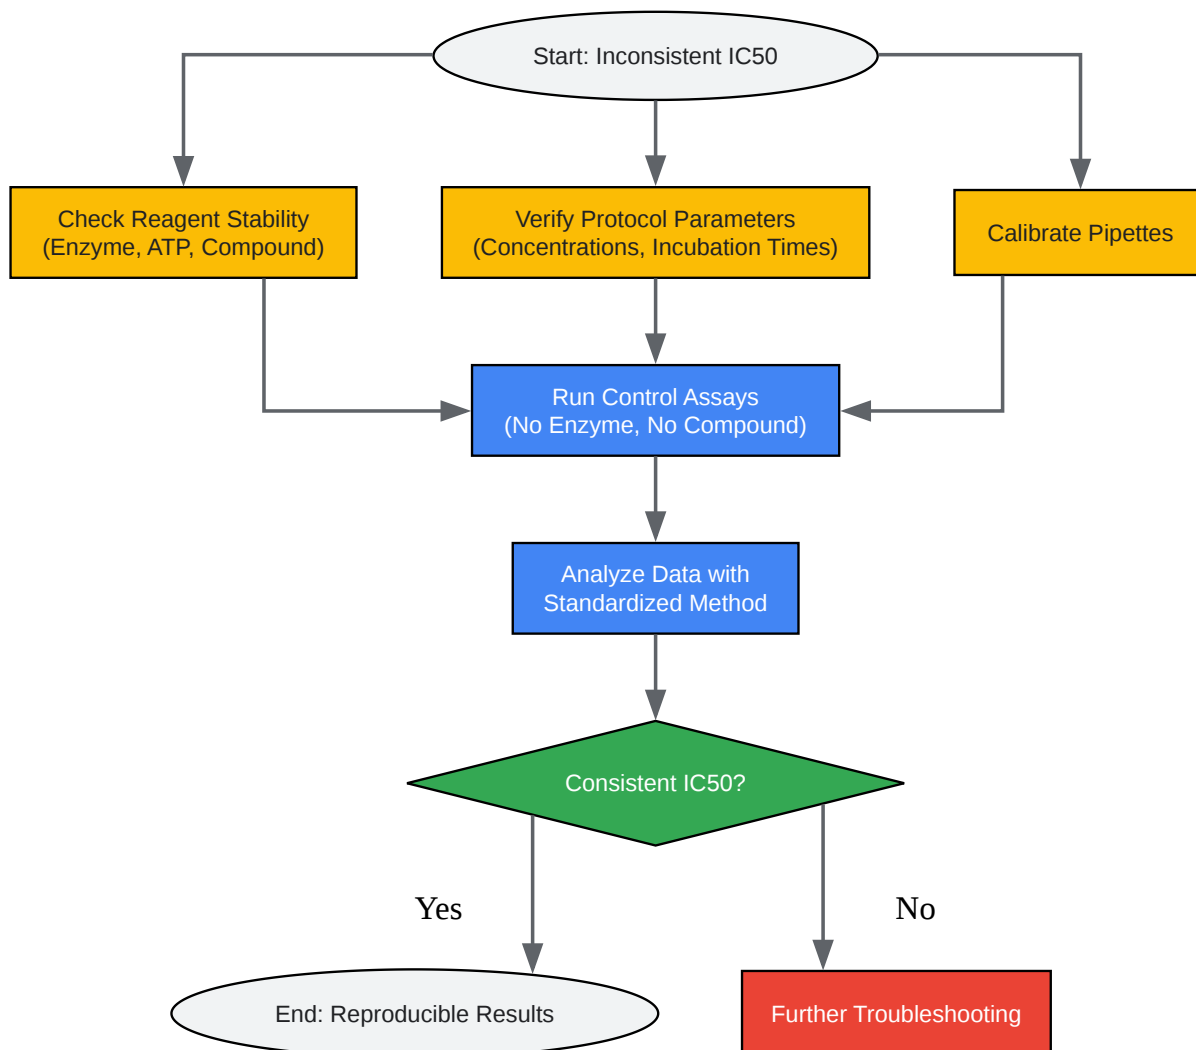 Start: Inconsistent IC50
Check Reagent Stability
(Enzyme, ATP, Compound)
Verify Protocol Parameters
(Concentrations, Incubation Times)
Calibrate Pipettes
Run Control Assays
(No Enzyme, No Compound)
Analyze Data with
Standardized Method
Consistent IC50?
Yes
No
End: Reproducible Results
Further Troubleshooting